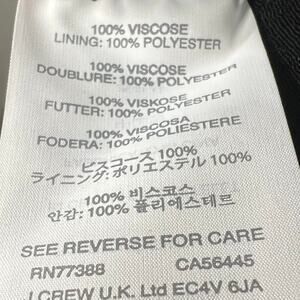 100% VISCOSE
LINING: 100% POLYESTER
100% VISCOSE
DOUBLURE: 100% POLYESTER
100% VISKOSE
FUTTER: 100% POLYESTER
100% VISCOSA
FODERA: 100% POLIESTERE
ビスコース 100%
ライニング: ポリエステル 100%
100% 비스코스
안감: 100% 폴리에스테르
SEE REVERSE FOR CARE
RN77388 CA56445
J.CREW U.K. Ltd EC4V 6JA